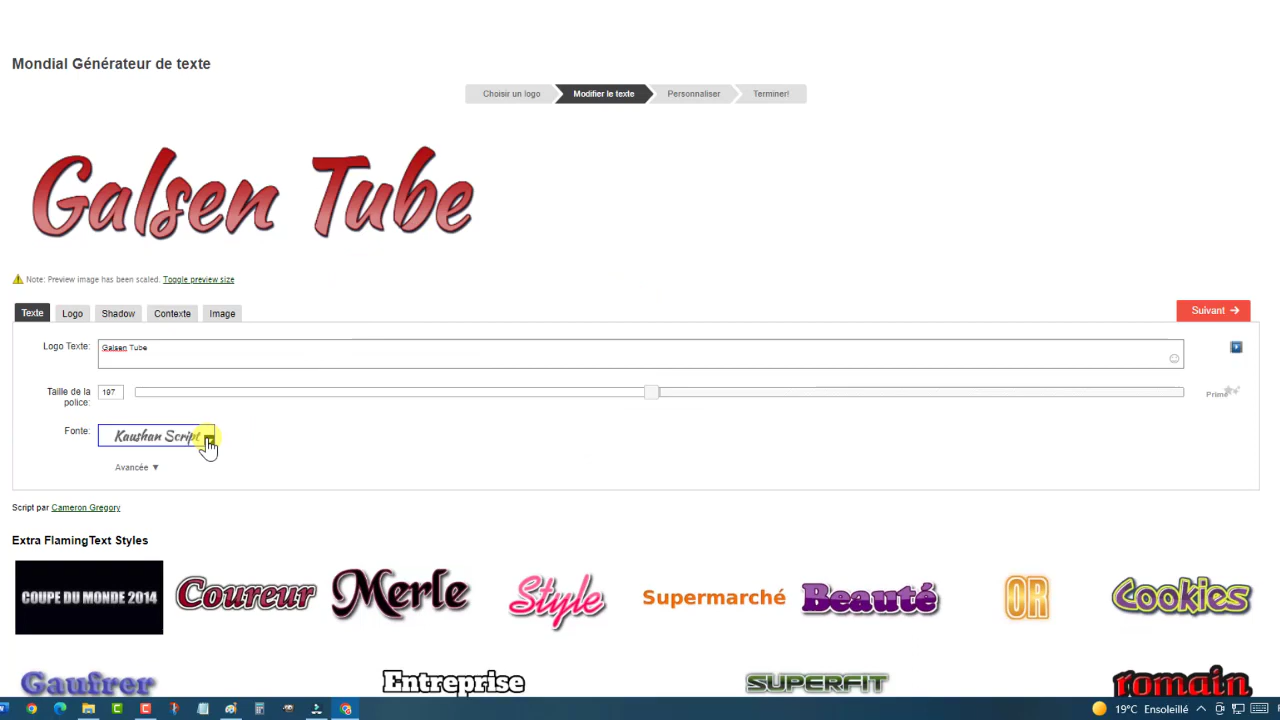 Mondial Générateur de texte
Choisir un logo
Modifier le texte
Personnaliser
Terminer!
Galsen Tube
Note: Preview image has been scaled. Toggle preview size
Texte
Logo
Shadow
Contexte
Image
Suivant →
Logo Texte:
Galsen Tube
Taille de la police:
197
Prime
Fonte:
Kaushan Script
Avancée ▼
Script par Cameron Gregory
Extra FlamingText Styles
COUPE DU MONDE 2014
Coureur
Merle
Style
Supermarché
Beauté
OR
Cookies
Gaufrer
Entreprise
SUPERFIT
romain
19°C Ensoleillé